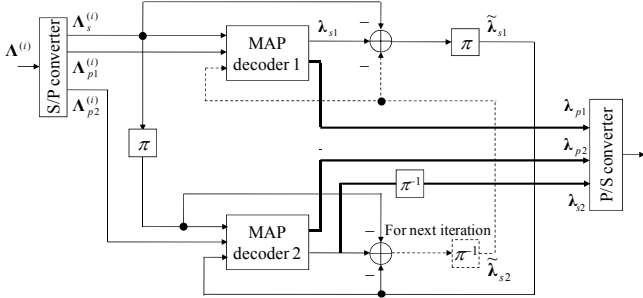 Λ^(i)
S/P converter
Λ_s^(i)
Λ_p1^(i)
Λ_p2^(i)
MAP decoder 1
λ_s1
−
−
π
λ̃_s1
π
λ_p1
λ_p2
π⁻¹
λ_s2
P/S converter
MAP decoder 2
−
−
For next iteration
π⁻¹
λ̃_s2